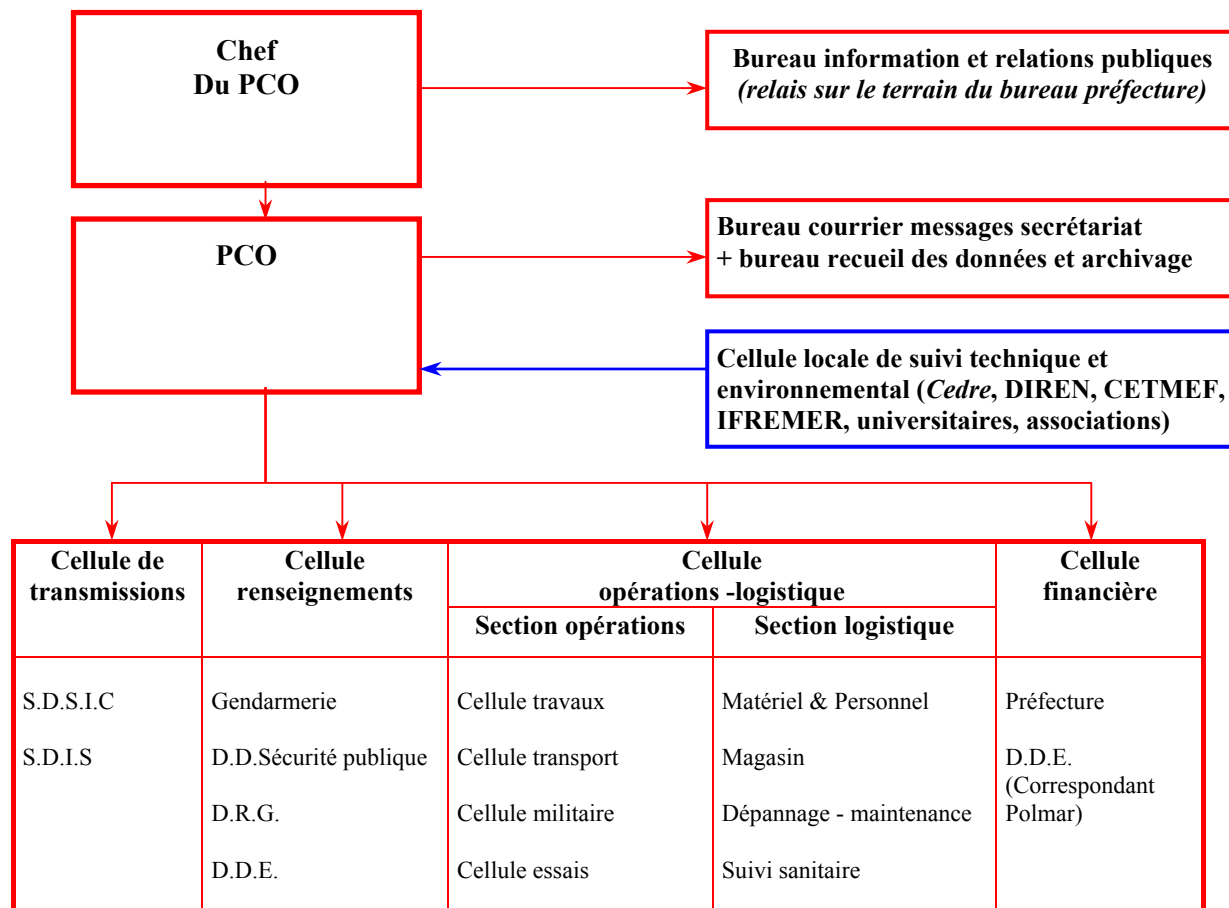 Chef
Du PCO
Bureau information et relations publiques
(relais sur le terrain du bureau préfecture)
PCO
Bureau courrier messages secrétariat
+ bureau recueil des données et archivage
Cellule locale de suivi technique et
environnemental (Cedre, DIREN, CETMEF,
IFREMER, universitaires, associations)
Cellule de
transmissions
S.D.S.I.C
S.D.I.S
Cellule
renseignements
Gendarmerie
D.D.Sécurité publique
D.R.G.
D.D.E.
Cellule
opérations -logistique
Section opérations
Cellule travaux
Cellule transport
Cellule militaire
Cellule essais
Section logistique
Matériel & Personnel
Magasin
Dépannage - maintenance
Suivi sanitaire
Cellule
financière
Préfecture
D.D.E.
(Correspondant
Polmar)